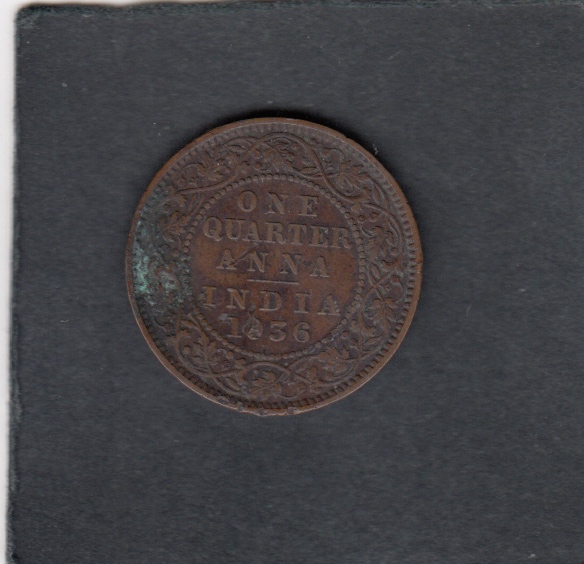 ONE
QUARTER
ANNA
INDIA
1936